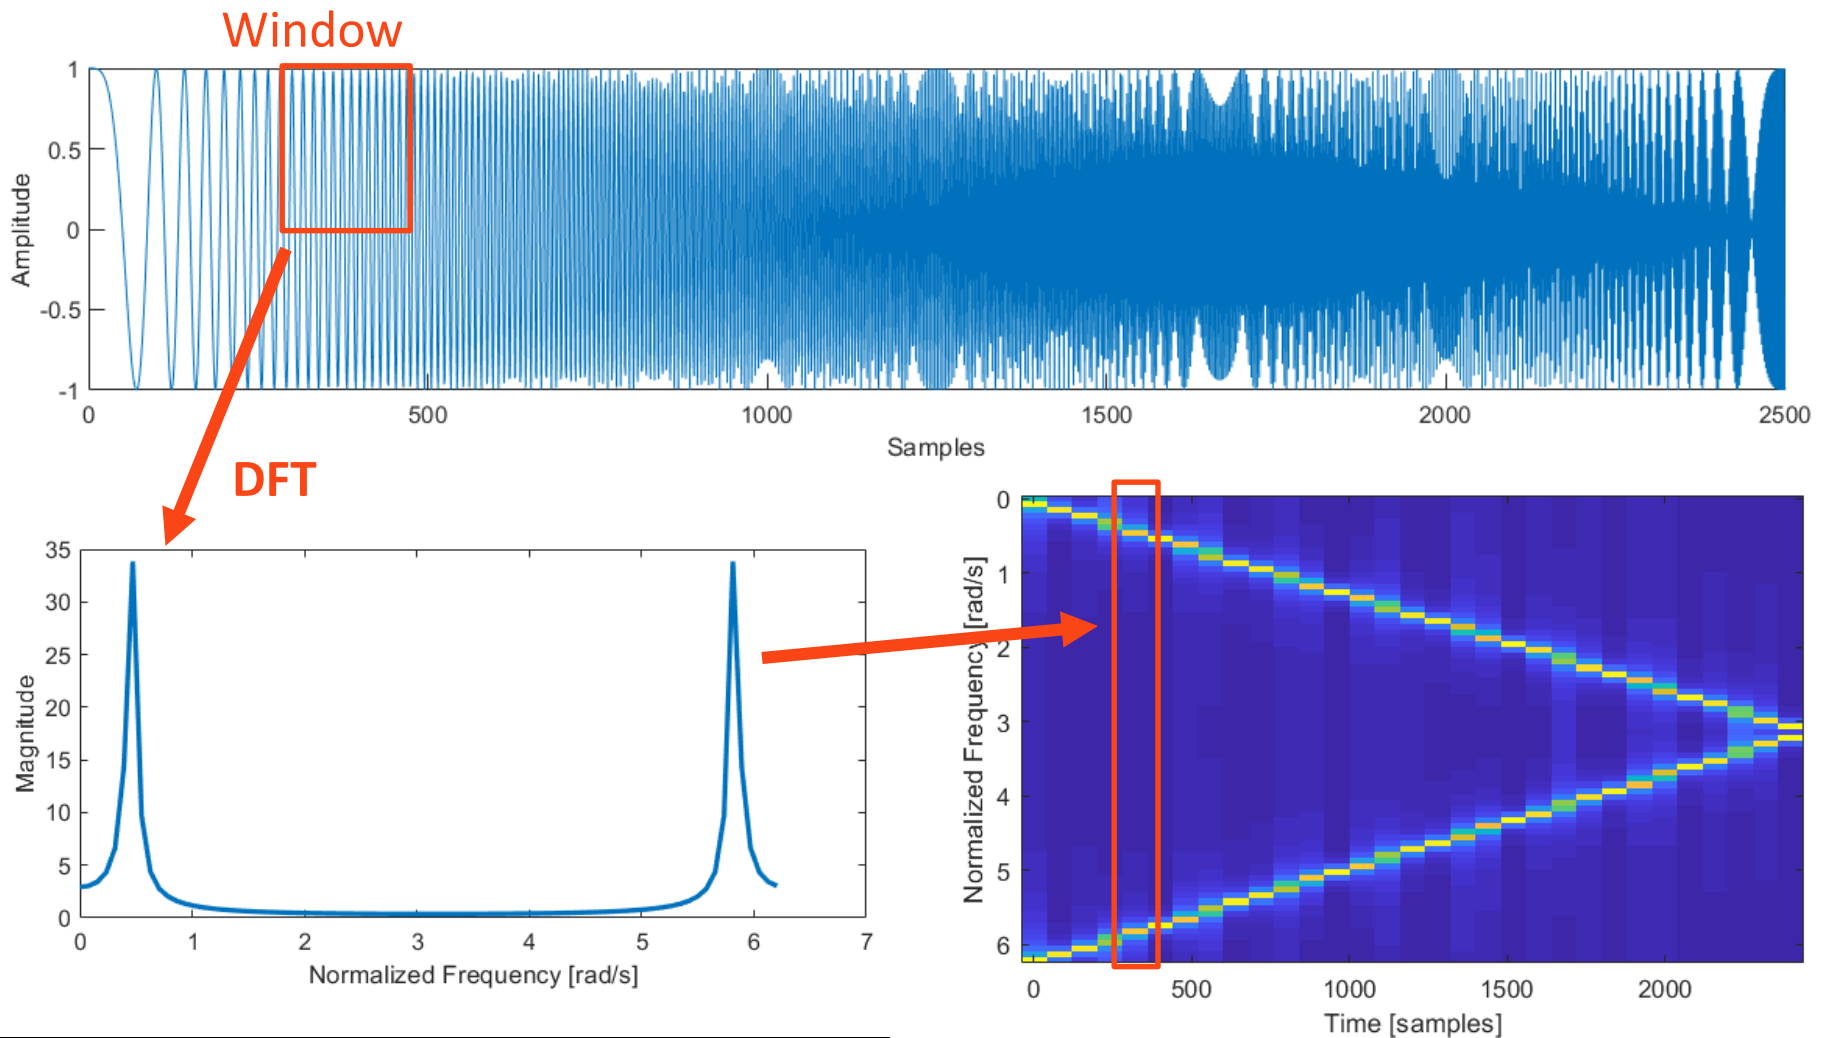 Window
1
0.5
0
-0.5
-1
Amplitude
0 500 1000 1500 2000 2500
Samples
DFT
35
30
25
20
15
10
5
0
Magnitude
0 1 2 3 4 5 6 7
Normalized Frequency [rad/s]
0
1
2
3
4
5
6
Normalized Frequency [rad/s]
0 500 1000 1500 2000
Time [samples]